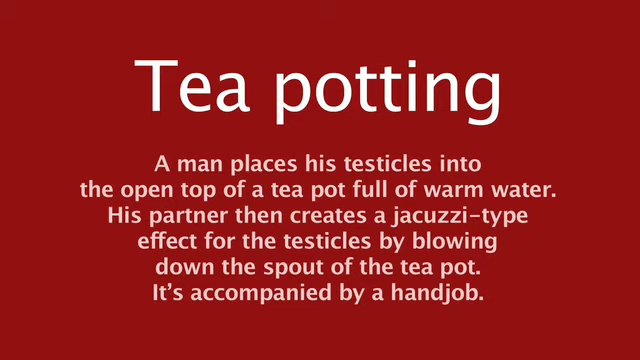 Tea potting
A man places his testicles into
the open top of a tea pot full of warm water.
His partner then creates a jacuzzi-type
effect for the testicles by blowing
down the spout of the tea pot.
It’s accompanied by a handjob.